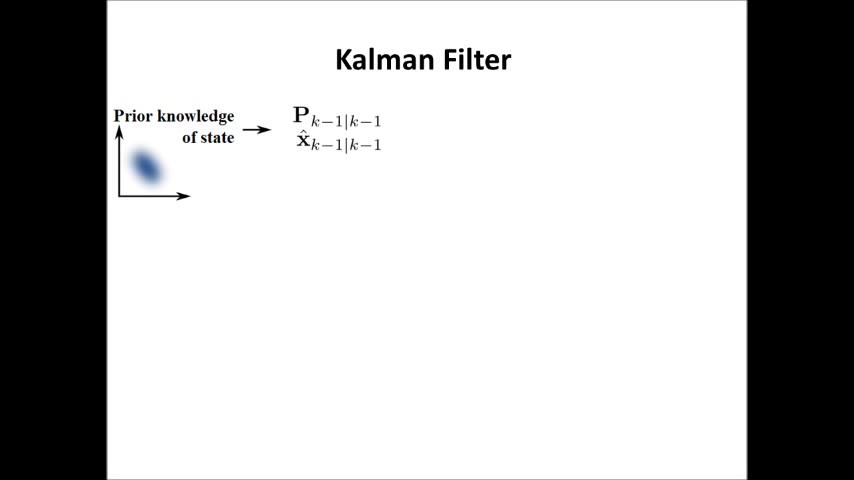 Kalman Filter
Prior knowledge
of state
P_{k-1|k-1}
x̂_{k-1|k-1}